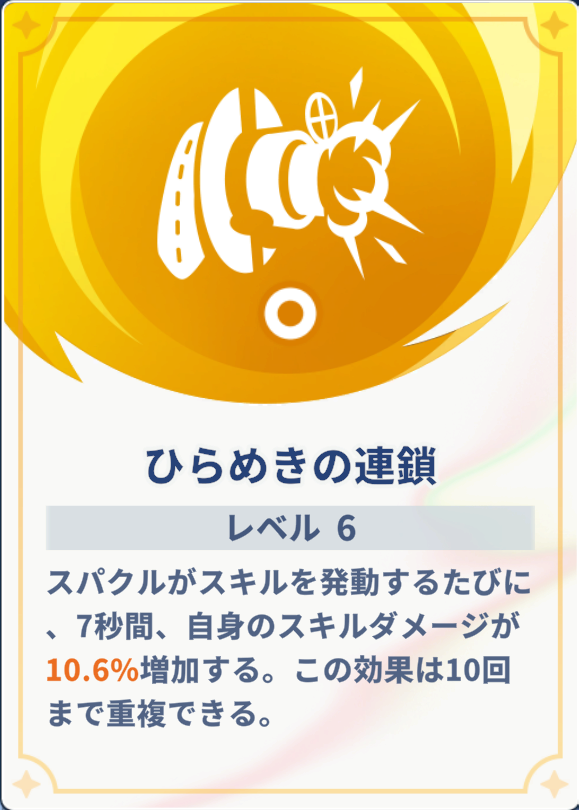 ひらめきの連鎖
レベル 6
スパクルがスキルを発動するたびに
、7秒間、自身のスキルダメージが
10.6%増加する。この効果は10回
まで重複できる。